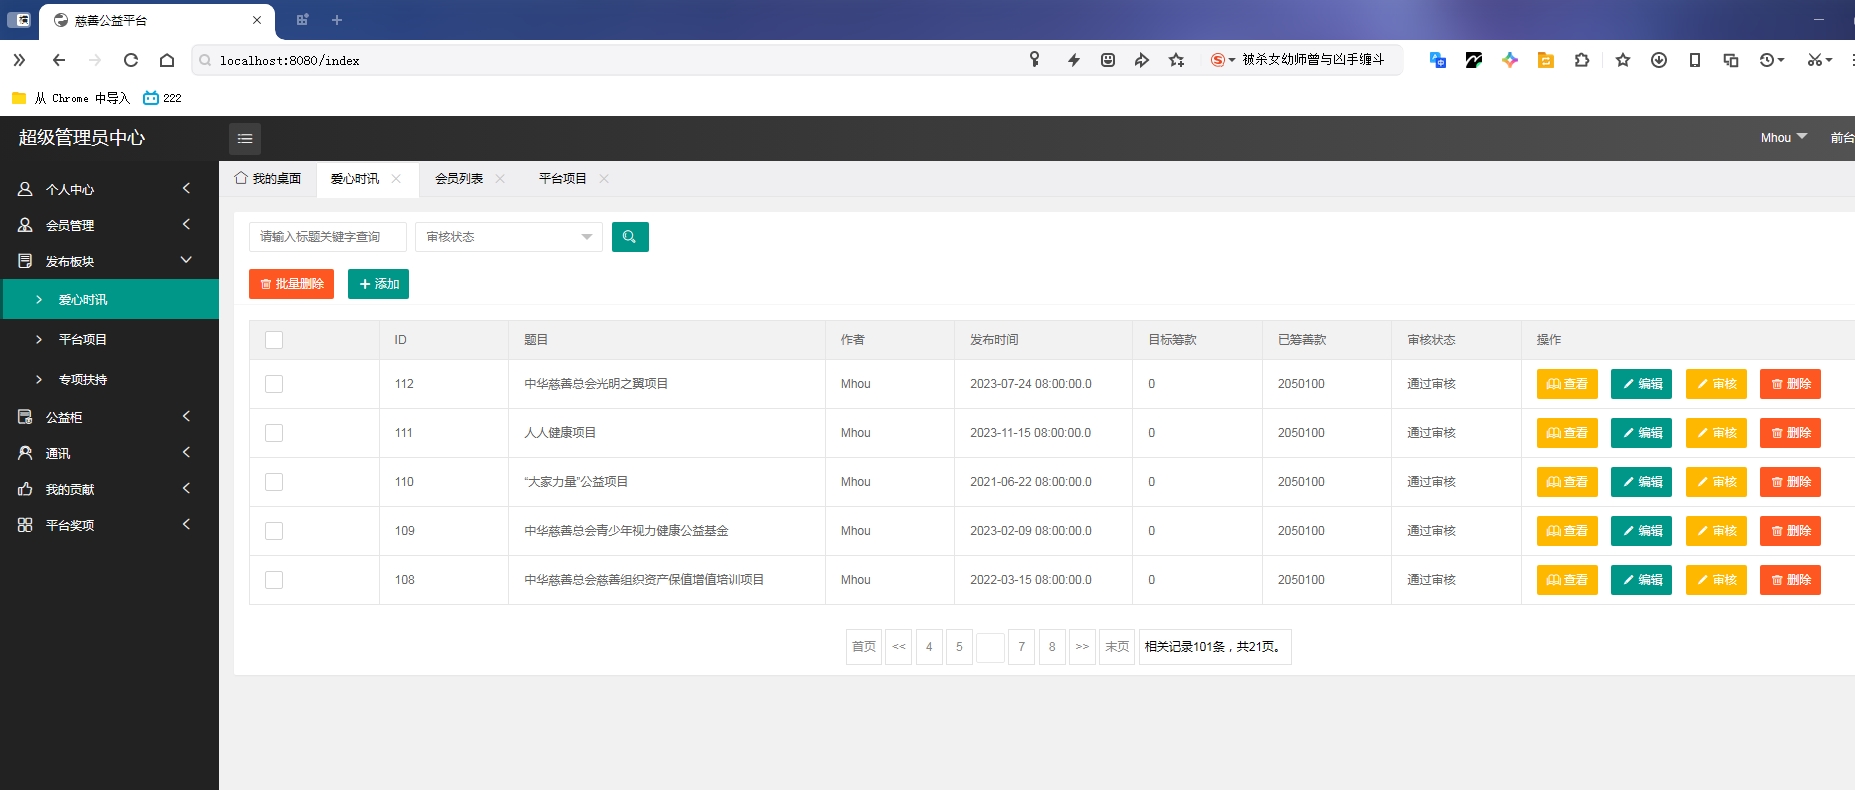 慈善公益平台
localhost:8080/index
被杀女幼师曾与凶手缠斗
从 Chrome 中导入
222
超级管理员中心
Mhou
前台
个人中心
会员管理
发布板块
爱心时讯
平台项目
专项扶持
公益柜
通讯
我的贡献
平台奖项
我的桌面 爱心时讯 会员列表 平台项目
请输入标题关键字查询 审核状态
批量删除 添加
ID 题目 作者 发布时间 目标筹款 已筹善款 审核状态 操作
112 中华慈善总会光明之翼项目 Mhou 2023-07-24 08:00:00.0 0 2050100 通过审核 查看 编辑 审核 删除
111 人人健康项目 Mhou 2023-11-15 08:00:00.0 0 2050100 通过审核 查看 编辑 审核 删除
110 “大家力量”公益项目 Mhou 2021-06-22 08:00:00.0 0 2050100 通过审核 查看 编辑 审核 删除
109 中华慈善总会青少年视力健康公益基金 Mhou 2023-02-09 08:00:00.0 0 2050100 通过审核 查看 编辑 审核 删除
108 中华慈善总会慈善组织资产保值增值培训项目 Mhou 2022-03-15 08:00:00.0 0 2050100 通过审核 查看 编辑 审核 删除
首页 << 4 5 7 8 >> 末页 相关记录101条，共21页。